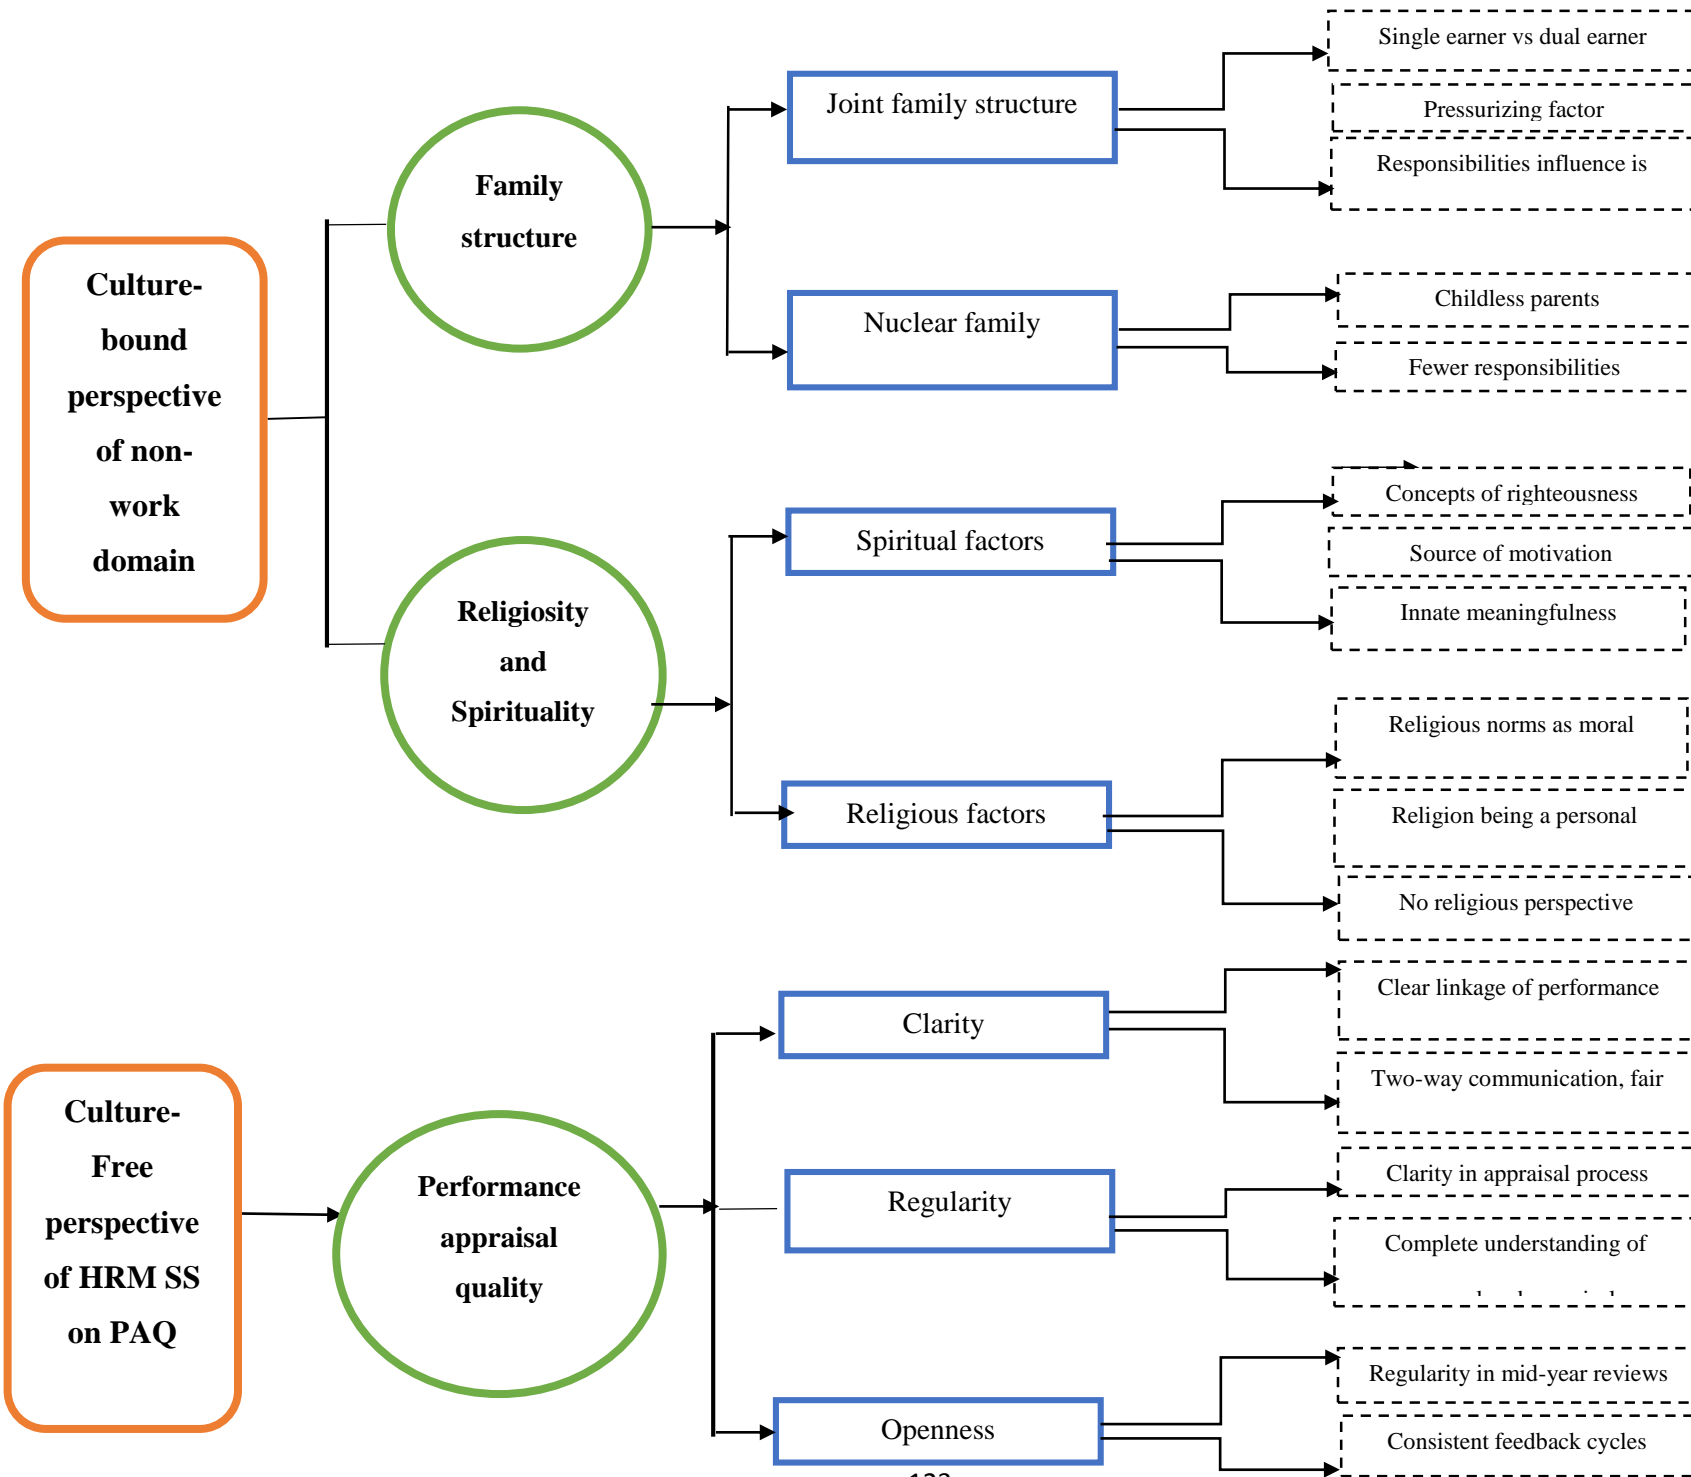 Culture-
bound
perspective
of non-
work
domain
Family
structure
Religiosity
and
Spirituality
Joint family structure
Nuclear family
Spiritual factors
Religious factors
Single earner vs dual earner
Pressurizing factor
Responsibilities influence is
Childless parents
Fewer responsibilities
Concepts of righteousness
Source of motivation
Innate meaningfulness
Religious norms as moral
Religion being a personal
No religious perspective
Culture-
Free
perspective
of HRM SS
on PAQ
Performance
appraisal
quality
Clarity
Regularity
Openness
Clear linkage of performance
Two-way communication, fair
Clarity in appraisal process
Complete understanding of
Regularity in mid-year reviews
Consistent feedback cycles